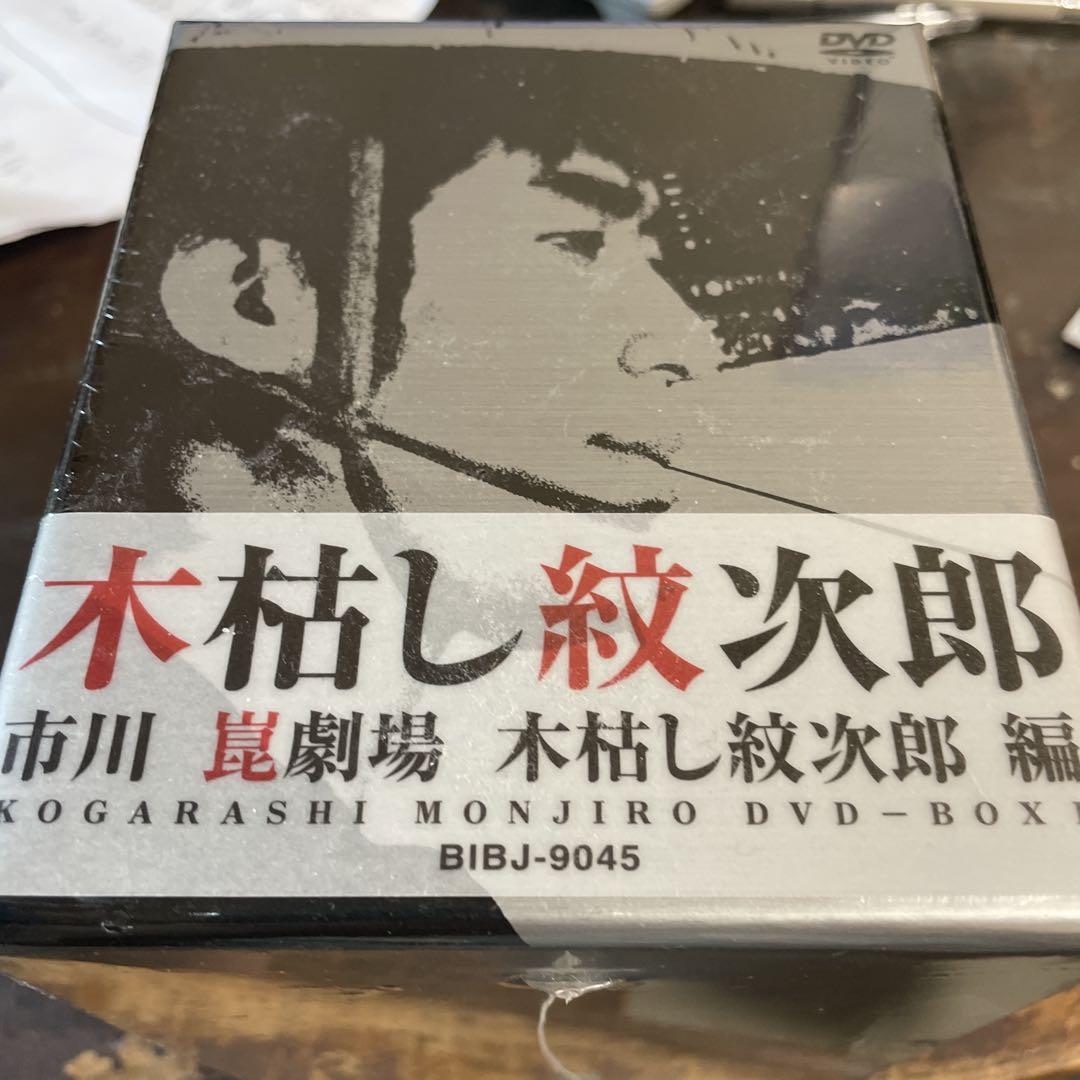 DVD
VIDEO
木枯し紋次郎
市川 崑劇場 木枯し紋次郎 編
KOGARASHI MONJIRO DVD-BOX I
BIBJ-9045